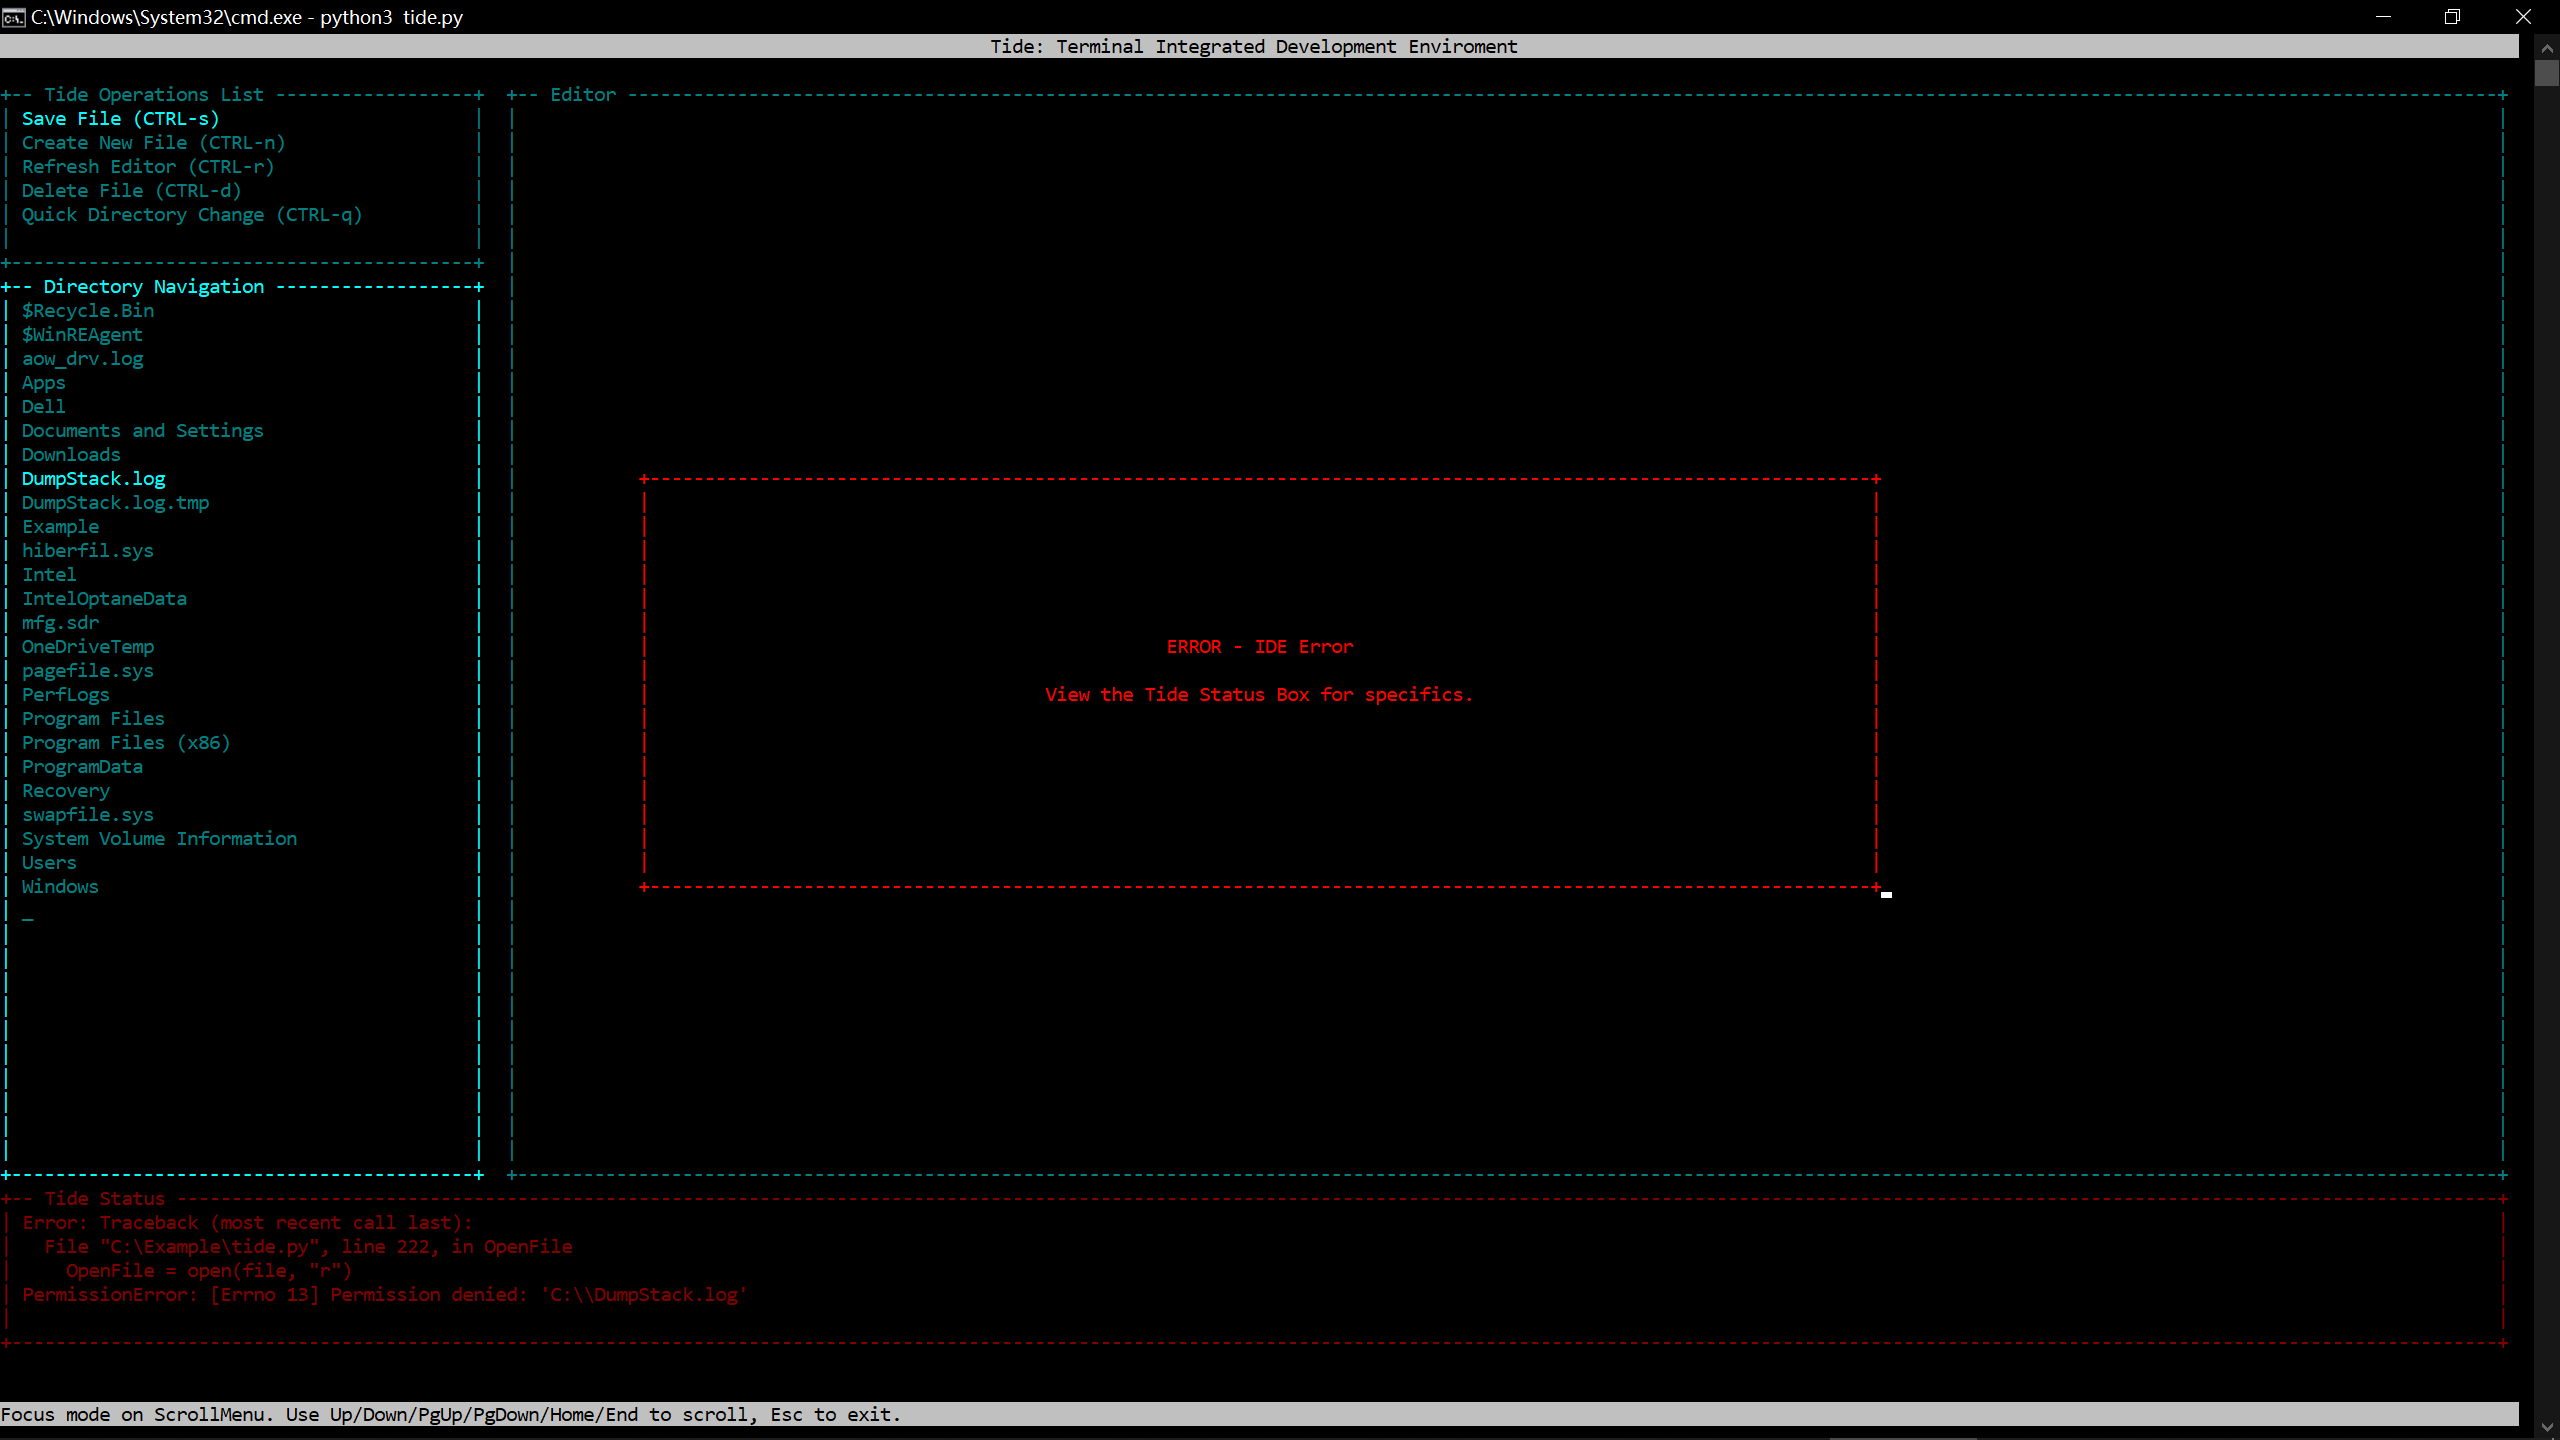 C:\Windows\System32\cmd.exe - python3  tide.py
Tide: Terminal Integrated Development Enviroment
Tide Operations List
Save File (CTRL-s)
Create New File (CTRL-n)
Refresh Editor (CTRL-r)
Delete File (CTRL-d)
Quick Directory Change (CTRL-q)
Directory Navigation
$Recycle.Bin
$WinREAgent
aow_drv.log
Apps
Dell
Documents and Settings
Downloads
DumpStack.log
DumpStack.log.tmp
Example
hiberfil.sys
Intel
IntelOptaneData
mfg.sdr
OneDriveTemp
pagefile.sys
PerfLogs
Program Files
Program Files (x86)
ProgramData
Recovery
swapfile.sys
System Volume Information
Users
Windows
_
Editor
ERROR - IDE Error
View the Tide Status Box for specifics.
Tide Status
Error: Traceback (most recent call last):
File "C:\Example\tide.py", line 222, in OpenFile
OpenFile = open(file, "r")
PermissionError: [Errno 13] Permission denied: 'C:\\DumpStack.log'
Focus mode on ScrollMenu. Use Up/Down/PgUp/PgDown/Home/End to scroll, Esc to exit.